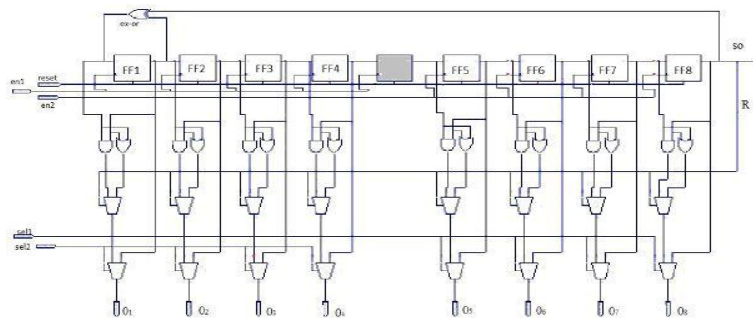 ex-or
so
FF1 FF2 FF3 FF4 FF5 FF6 FF7 FF8
reset
en1
en2
R
sel1
sel2
O1 O2 O3 O4 O5 O6 O7 O8